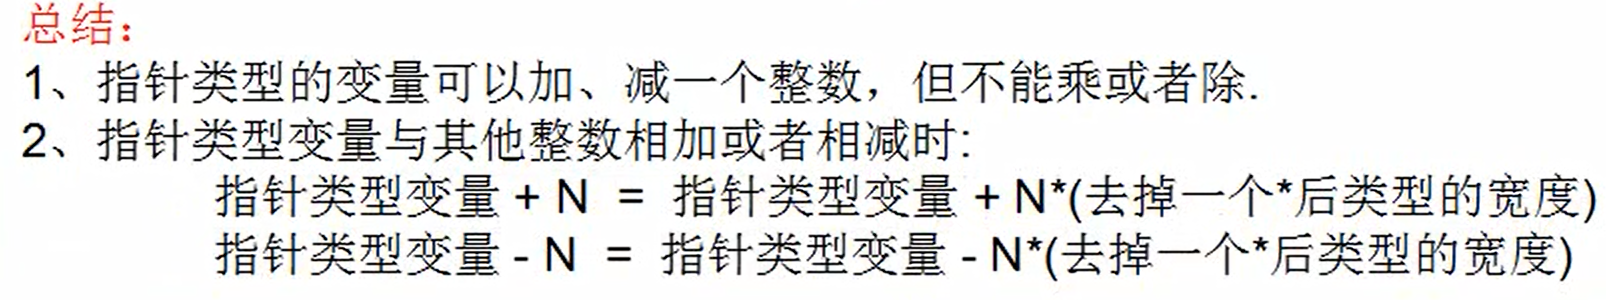 总结：
1、指针类型的变量可以加、减一个整数，但不能乘或者除.
2、指针类型变量与其他整数相加或者相减时:
指针类型变量 + N = 指针类型变量 + N*(去掉一个*后类型的宽度)
指针类型变量 - N = 指针类型变量 - N*(去掉一个*后类型的宽度)